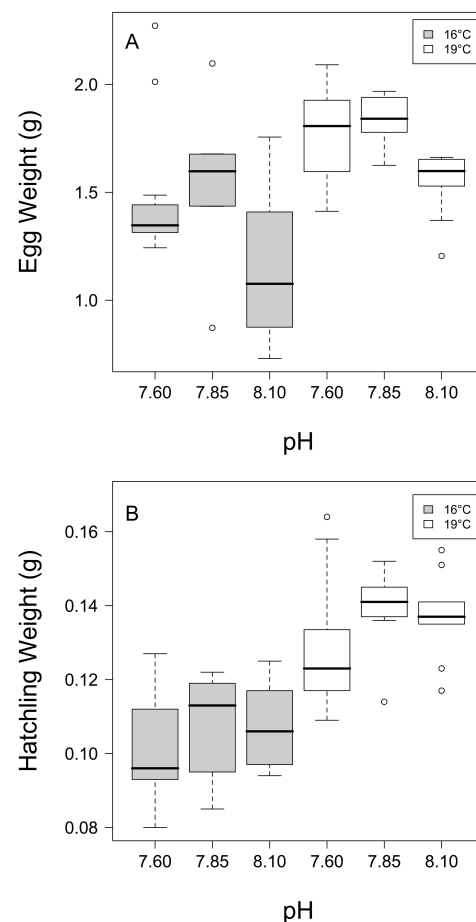 A
16°C
19°C
Egg Weight (g)
2.0
1.5
1.0
7.60 7.85 8.10 7.60 7.85 8.10
pH
B
16°C
19°C
Hatchling Weight (g)
0.16
0.14
0.12
0.10
0.08
7.60 7.85 8.10 7.60 7.85 8.10
pH